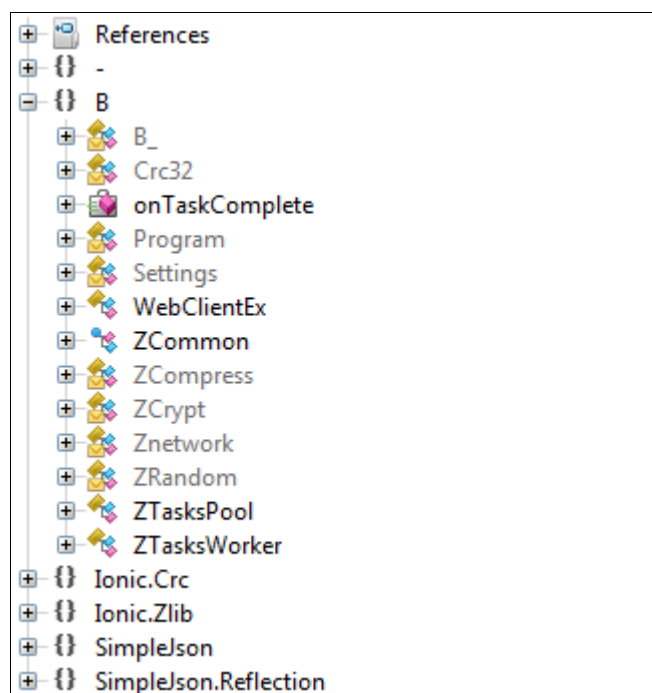 References
{} -
{} B
B_
Crc32
onTaskComplete
Program
Settings
WebClientEx
ZCommon
ZCompress
ZCrypt
Znetwork
ZRandom
ZTasksPool
ZTasksWorker
{} Ionic.Crc
{} Ionic.Zlib
{} SimpleJson
{} SimpleJson.Reflection